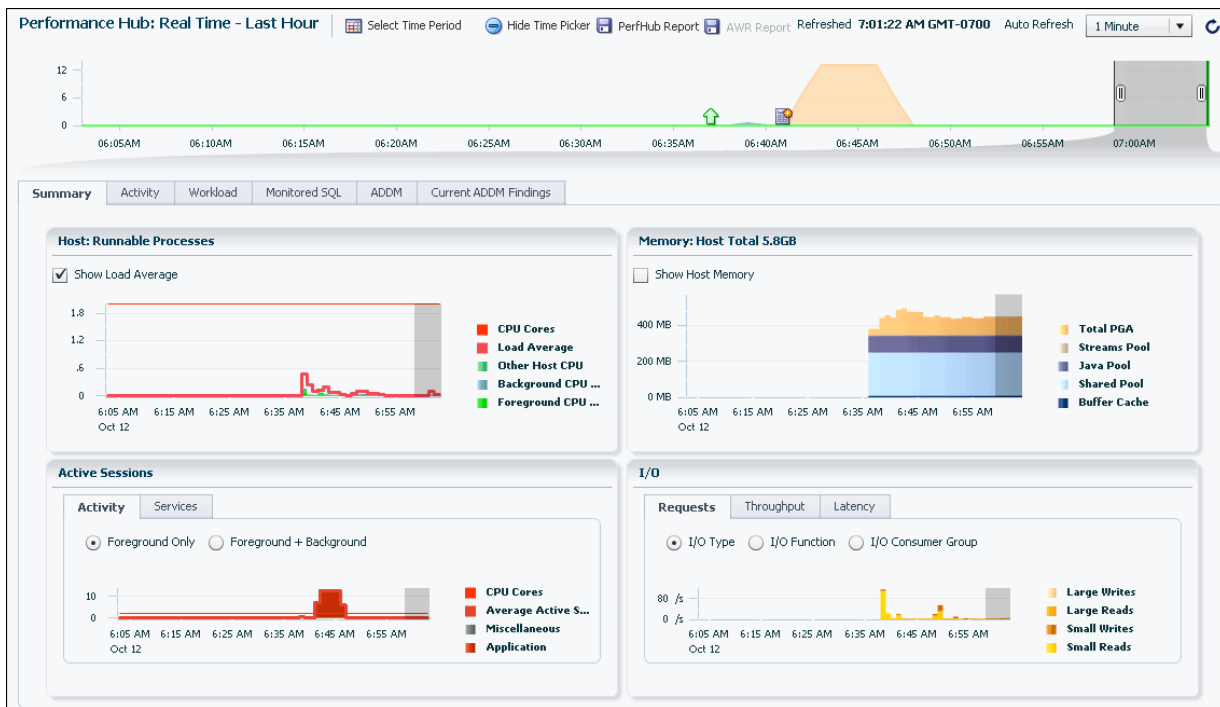 Performance Hub: Real Time - Last Hour Select Time Period Hide Time Picker PerfHub Report AWR Report Refreshed 7:01:22 AM GMT-0700 Auto Refresh 1 Minute
12
6
0
06:05AM 06:10AM 06:15AM 06:20AM 06:25AM 06:30AM 06:35AM 06:40AM 06:45AM 06:50AM 06:55AM 07:00AM
Summary Activity Workload Monitored SQL ADDM Current ADDM Findings
Host: Runnable Processes
Show Load Average
1.8
1.2
.6
0
6:05 AM 6:15 AM 6:25 AM 6:35 AM 6:45 AM 6:55 AM
Oct 12
CPU Cores
Load Average
Other Host CPU
Background CPU ...
Foreground CPU ...
Memory: Host Total 5.8GB
Show Host Memory
400 MB
200 MB
0 MB
6:05 AM 6:15 AM 6:25 AM 6:35 AM 6:45 AM 6:55 AM
Oct 12
Total PGA
Streams Pool
Java Pool
Shared Pool
Buffer Cache
Active Sessions
Activity Services
Foreground Only Foreground + Background
10
0
6:05 AM 6:15 AM 6:25 AM 6:35 AM 6:45 AM 6:55 AM
Oct 12
CPU Cores
Average Active S...
Miscellaneous
Application
I/O
Requests Throughput Latency
I/O Type I/O Function I/O Consumer Group
80 /s
0 /s
6:05 AM 6:15 AM 6:25 AM 6:35 AM 6:45 AM 6:55 AM
Oct 12
Large Writes
Large Reads
Small Writes
Small Reads